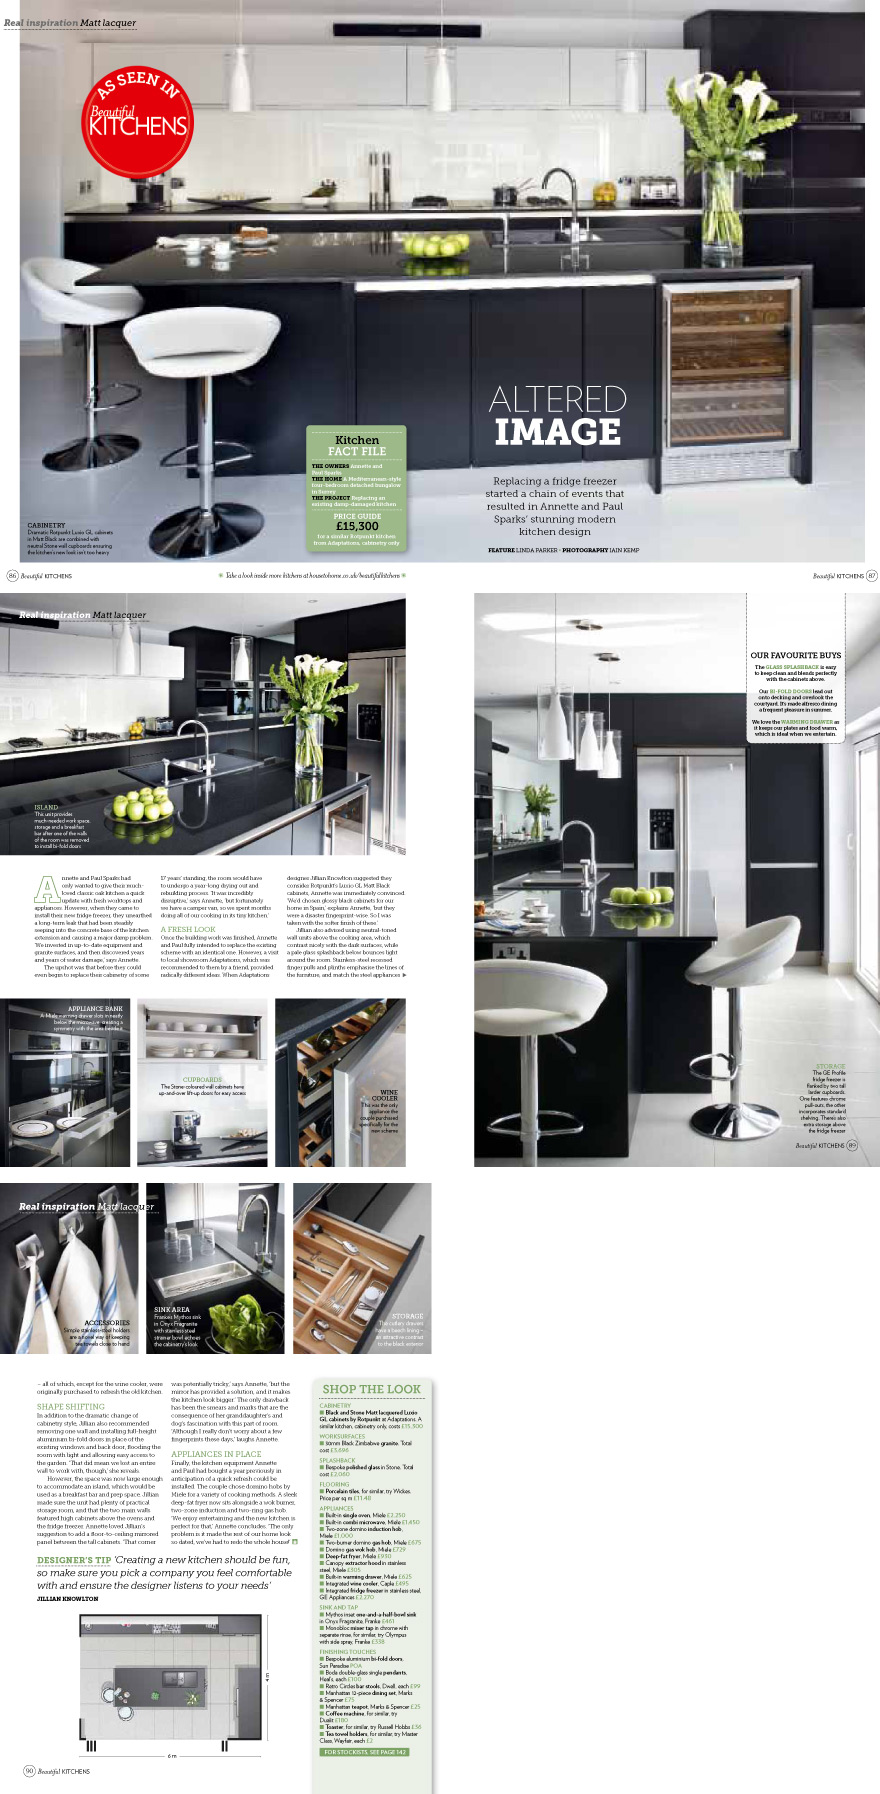 Real inspiration Matt lacquer
AS SEEN IN
Beautiful
KITCHENS
ALTERED
IMAGE
Replacing a fridge freezer
started a chain of events that
resulted in Annette and Paul
Sparks' stunning modern
kitchen design
FEATURE LINDA PARKER · PHOTOGRAPHY IAIN KEMP
Kitchen
FACT FILE
THE OWNERS Annette and
Paul Sparks
THE HOME A Mediterranean-style
four-bedroom detached bungalow
in Surrey
THE PROJECT Replacing an
existing damp-damaged kitchen
PRICE GUIDE
£15,300
for a similar Rotpunkt kitchen
from Adaptations, cabinetry only
CABINETRY
Dramatic Rotpunkt Luxio GL cabinets
in Matt Black are combined with
neutral Stone wall cupboards ensuring
the kitchen's new look isn't too heavy
86 Beautiful KITCHENS
Take a look inside more kitchens at housetohome.co.uk/beautifulkitchens
Beautiful KITCHENS 87
Real inspiration Matt lacquer
ISLAND
This unit provides
much-needed work space,
storage and a breakfast
bar after one of the walls
of the room was removed
to install bi-fold doors
Annette and Paul Sparks had
only wanted to give their much-
loved classic oak kitchen a quick
update with fresh worktops and
appliances. However, when they came to
install their new fridge freezer, they unearthed
a long-term leak that had been steadily
seeping into the concrete base of the kitchen
extension and causing a major damp problem.
'We invested in up-to-date equipment and
granite surfaces, and then discovered years
and years of water damage,' says Annette.
The upshot was that before they could
even begin to replace their cabinetry of some
17 years' standing, the room would have
to undergo a year-long drying out and
rebuilding process. 'It was incredibly
disruptive,' says Annette, 'but fortunately
we have a camper van, so we spent months
doing all of our cooking in its tiny kitchen.'
A FRESH LOOK
Once the building work was finished, Annette
and Paul fully intended to replace the existing
scheme with an identical one. However, a visit
to local showroom Adaptations, which was
recommended to them by a friend, provided
radically different ideas. When Adaptations
designer Jillian Knowlton suggested they
consider Rotpunkt's Luxio GL Matt Black
cabinets, Annette was immediately convinced.
'We'd chosen glossy black cabinets for our
home in Spain,' explains Annette, 'but they
were a disaster fingerprint-wise. So I was
taken with the softer finish of these.'
Jillian also advised using neutral-toned
wall units above the cooking area, which
contrast nicely with the dark surfaces, while
a pale glass splashback below bounces light
around the room. Stainless-steel recessed
finger pulls and plinths emphasise the lines of
the furniture, and match the steel appliances
APPLIANCE BANK
A Miele warming drawer slots in neatly
below the microwave, creating a
symmetry with the oven beside it
CUPBOARDS
The Stone-coloured wall cabinets have
up-and-over lift-up doors for easy access
WINE
COOLER
This was the only
appliance the
couple purchased
specifically for the
new scheme
OUR FAVOURITE BUYS
The GLASS SPLASHBACK is easy
to keep clean and blends perfectly
with the cabinets above.
Our BI-FOLD DOORS lead out
onto decking and overlook the
courtyard. It's made alfresco dining
a frequent pleasure in summer.
We love the WARMING DRAWER as
it keeps our plates and food warm,
which is ideal when we entertain.
STORAGE
The GE Profile
fridge freezer is
flanked by two tall
larder cupboards.
One features chrome
pull-outs, the other
incorporates standard
shelving. There's also
extra storage above
the fridge freezer
Beautiful KITCHENS 89
Real inspiration Matt lacquer
ACCESSORIES
Simple stainless-steel holders
are a novel way of keeping
tea towels close to hand
SINK AREA
Franke's Mythos sink
in Onyx Fragranite
with stainless steel
strainer bowl echoes
the cabinetry's look
STORAGE
The cutlery drawers
have a beech lining –
an attractive contrast
to the black exterior
– all of which, except for the wine cooler, were
originally purchased to refresh the old kitchen.
SHAPE SHIFTING
In addition to the dramatic change of
cabinetry style, Jillian also recommended
removing one wall and installing full-height
aluminium bi-fold doors in place of the
existing windows and back door, flooding the
room with light and allowing easy access to
the garden. 'That did mean we lost an entire
wall to work with, though,' she reveals.
However, the space was now large enough
to accommodate an island, which would be
used as a breakfast bar and prep space. Jillian
made sure the unit had plenty of practical
storage room, and that the two main walls
featured high cabinets above the ovens and
the fridge freezer. Annette loved Jillian's
suggestion to add a floor-to-ceiling mirrored
panel between the tall cabinets. 'That corner
was potentially tricky,' says Annette, 'but the
mirror has provided a solution, and it makes
the kitchen look bigger.' The only drawback
has been the smears and marks that are the
consequence of her granddaughter's and
dog's fascination with this part of room.
'Although I really don't worry about a few
fingerprints these days,' laughs Annette.
APPLIANCES IN PLACE
Finally, the kitchen equipment Annette
and Paul had bought a year previously in
anticipation of a quick refresh could be
installed. The couple chose domino hobs by
Miele for a variety of cooking methods. A sleek
deep-fat fryer now sits alongside a wok burner,
two-zone induction and two-ring gas hob.
'We enjoy entertaining and the new kitchen is
perfect for that,' Annette concludes. 'The only
problem is it made the rest of our home look
so dated, we've had to redo the whole house!'
DESIGNER'S TIP 'Creating a new kitchen should be fun,
so make sure you pick a company you feel comfortable
with and ensure the designer listens to your needs'
JILLIAN KNOWLTON
4 m
6 m
90 Beautiful KITCHENS
SHOP THE LOOK
CABINETRY
Black and Stone Matt lacquered Luxio
GL cabinets by Rotpunkt at Adaptations. A
similar kitchen, cabinetry only, costs £15,300
WORKSURFACES
30mm Black Zimbabwe granite. Total
cost £3,698
SPLASHBACK
Bespoke polished glass in Stone. Total
cost £2,080
FLOORING
Porcelain tiles, for similar, try Wickes.
Price per sq m £11.48
APPLIANCES
Built-in single oven, Miele £2,250
Built-in combi microwave, Miele £1,450
Two-zone domino induction hob,
Miele £1,000
Two-burner domino gas hob, Miele £675
Domino gas wok hob, Miele £729
Deep-fat fryer, Miele £930
Canopy extractor hood in stainless
steel, Miele £505
Built-in warming drawer, Miele £625
Integrated wine cooler, Caple £495
Integrated fridge freezer in stainless steel,
GE Appliances £2,270
SINK AND TAP
Mythos inset one-and-a-half-bowl sink
in Onyx Fragranite, Franke £461
Monobloc mixer tap in chrome with
separate rinse, for similar, try Olympus
with side spray, Franke £338
FINISHING TOUCHES
Bespoke aluminium bi-fold doors,
Sun Paradise POA
Boda double-glass single pendants,
Heal's, each £100
Retro Circles bar stools, Dwell, each £99
Manhattan 12-piece dining set, Marks
& Spencer £75
Manhattan teapot, Marks & Spencer £25
Coffee machine, for similar, try
Dualit £180
Toaster, for similar, try Russell Hobbs £36
Tea towel holders, for similar, try Master
Class, Wayfair, each £2
FOR STOCKISTS, SEE PAGE 142